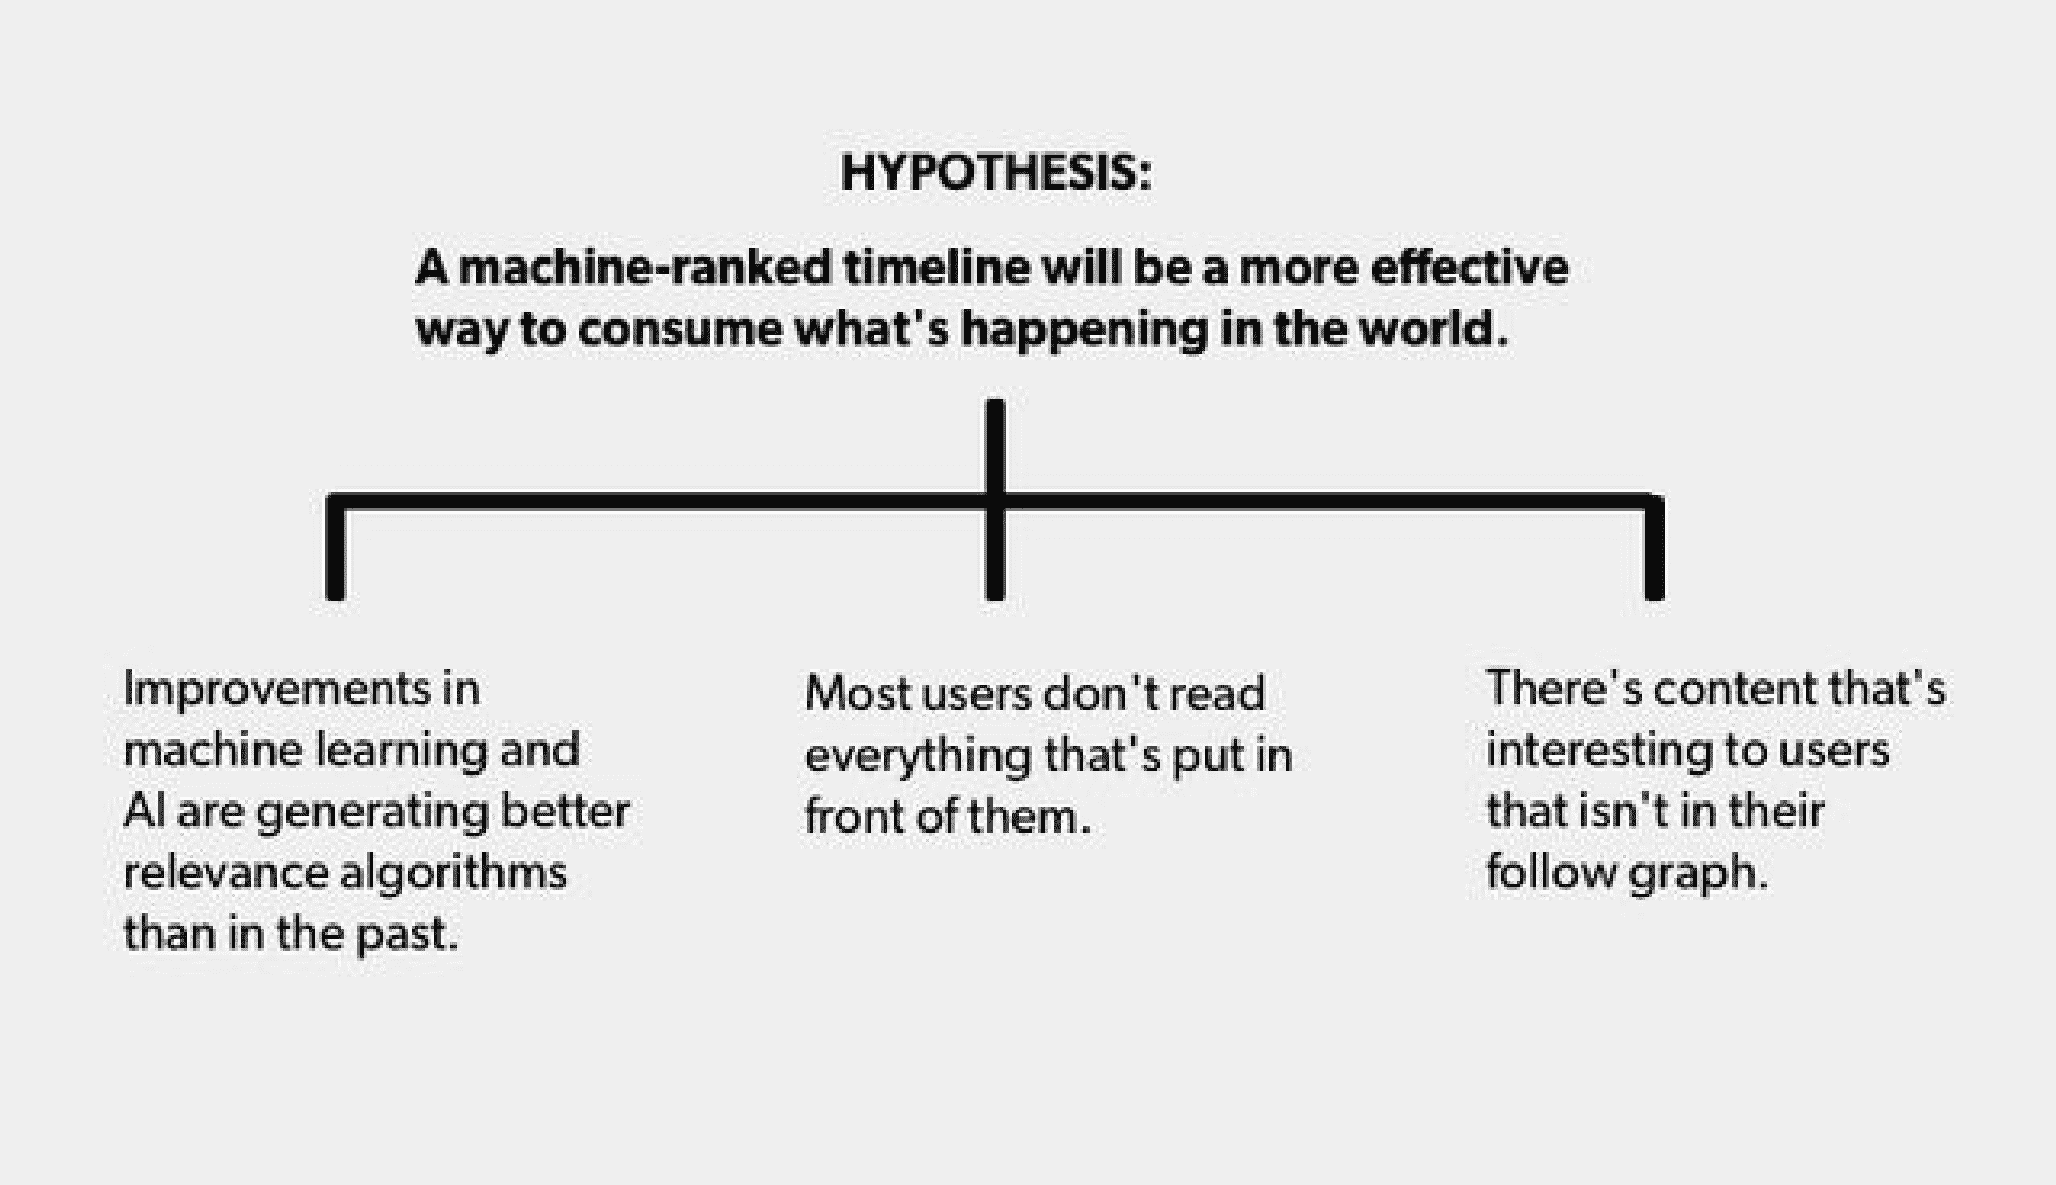 HYPOTHESIS:
A machine-ranked timeline will be a more effective
way to consume what's happening in the world.
Improvements in
machine learning and
AI are generating better
relevance algorithms
than in the past.
Most users don't read
everything that's put in
front of them.
There's content that's
interesting to users
that isn't in their
follow graph.